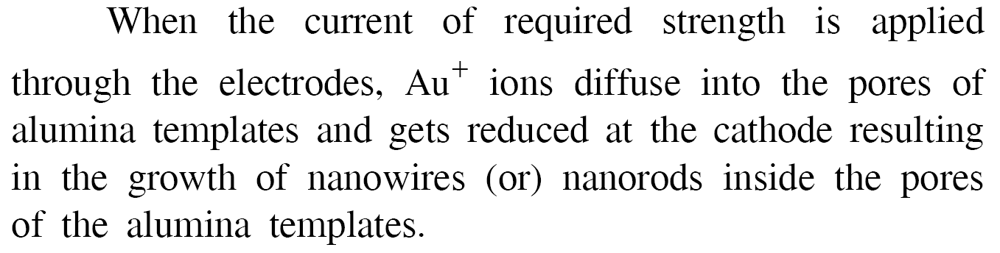 When the current of required strength is applied
through the electrodes, Au⁺ ions diffuse into the pores of
alumina templates and gets reduced at the cathode resulting
in the growth of nanowires (or) nanorods inside the pores
of the alumina templates.